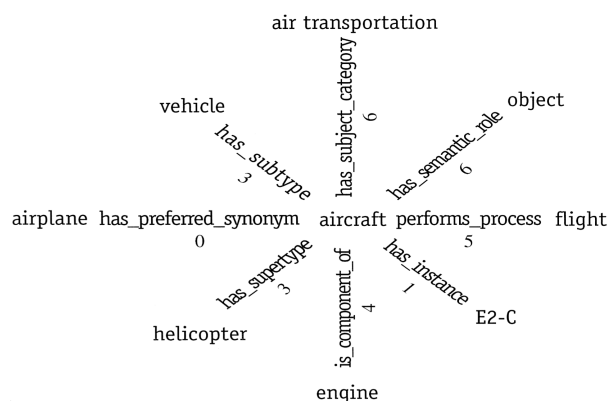 air transportation
has_subject_category
6
vehicle
has_subtype
3
object
has_semantic_role
6
airplane has_preferred_synonym aircraft performs_process flight
0
5
has_supertype
3
helicopter
is_component_of
4
engine
has_instance
1
E2-C